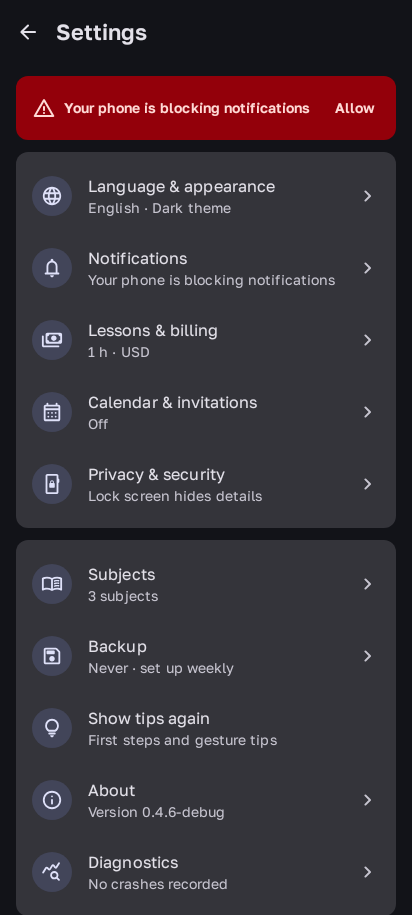 Settings
Your phone is blocking notifications Allow
Language & appearance
English · Dark theme
Notifications
Your phone is blocking notifications
Lessons & billing
1 h · USD
Calendar & invitations
Off
Privacy & security
Lock screen hides details
Subjects
3 subjects
Backup
Never · set up weekly
Show tips again
First steps and gesture tips
About
Version 0.4.6-debug
Diagnostics
No crashes recorded